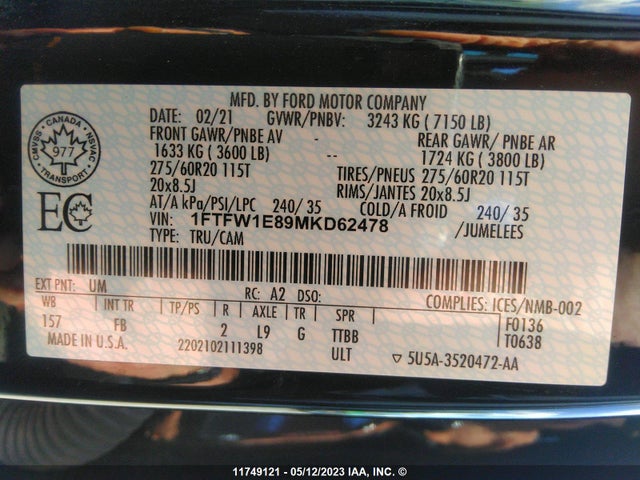 MFD. BY FORD MOTOR COMPANY
DATE: 02/21 GVWR/PNBV: 3243 KG ( 7150 LB)
FRONT GAWR/PNBE AV REAR GAWR/ PNBE AR
1633 KG ( 3600 LB) -- 1724 KG ( 3800 LB)
275/60R20 115T TIRES/PNEUS 275/60R20 115T
20x8.5J RIMS/JANTES 20x8.5J
AT/A kPa/PSI/LPC 240/ 35 COLD/A FROID 240/ 35
VIN: 1FTFW1E89MKD62478 /JUMELEES
TYPE: TRU/CAM
CANADA
CMVSS NSVAC
977
TRANSPORT
EC
EXT PNT: UM RC: A2 DSO: COMPLIES: ICES/NMB-002
WB INT TR TP/PS R AXLE TR SPR F0136
157 FB 2 L9 G TTBB T0638
MADE IN U.S.A. 2202102111398 ULT ▽ 5U5A-3520472-AA
11749121 - 05/12/2023 IAA, INC. ©